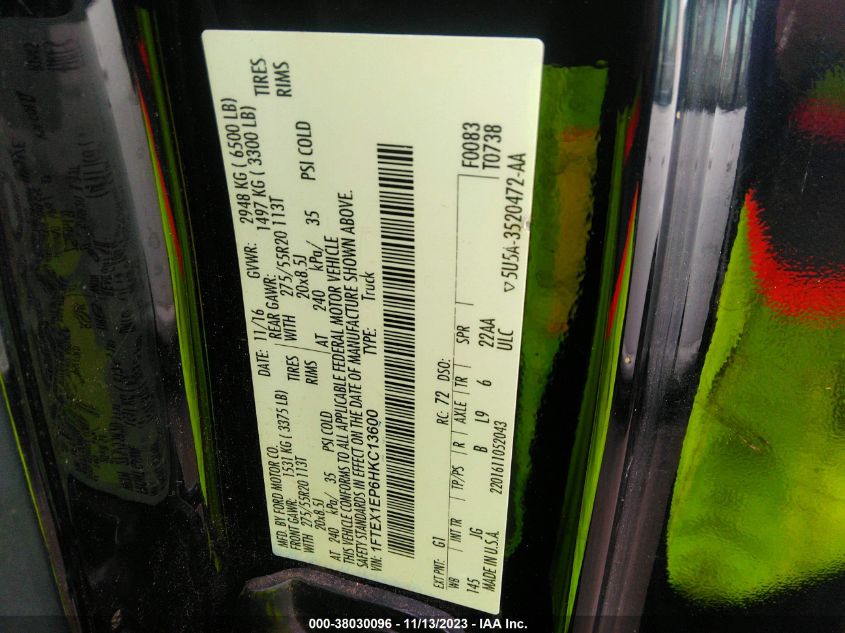 MFD. BY FORD MOTOR CO.
DATE: 11/16
GVWR: 2948 KG ( 6500 LB)
FRONT GAWR: 1531 KG ( 3375 LB)
REAR GAWR: 1497 KG ( 3300 LB)
WITH 275/55R20 113T TIRES
WITH 275/55R20 113T TIRES
20x8.5J RIMS
20x8.5J RIMS
AT 240 kPa/ 35 PSI COLD
AT 240 kPa/ 35 PSI COLD
THIS VEHICLE CONFORMS TO ALL APPLICABLE FEDERAL MOTOR VEHICLE
SAFETY STANDARDS IN EFFECT ON THE DATE OF MANUFACTURE SHOWN ABOVE.
VIN: 1FTEX1EP6HKC13600
TYPE: Truck
F0083
T0738
EXT PNT: G1 RC: 72 DSO:
WB INT TR TP/PS R AXLE TR SPR
145 JG B L9 6 22AA
MADE IN U.S.A. 2201611052043 ULC
▽5U5A-3520472-AA
000-38030096 - 11/13/2023 - IAA Inc.